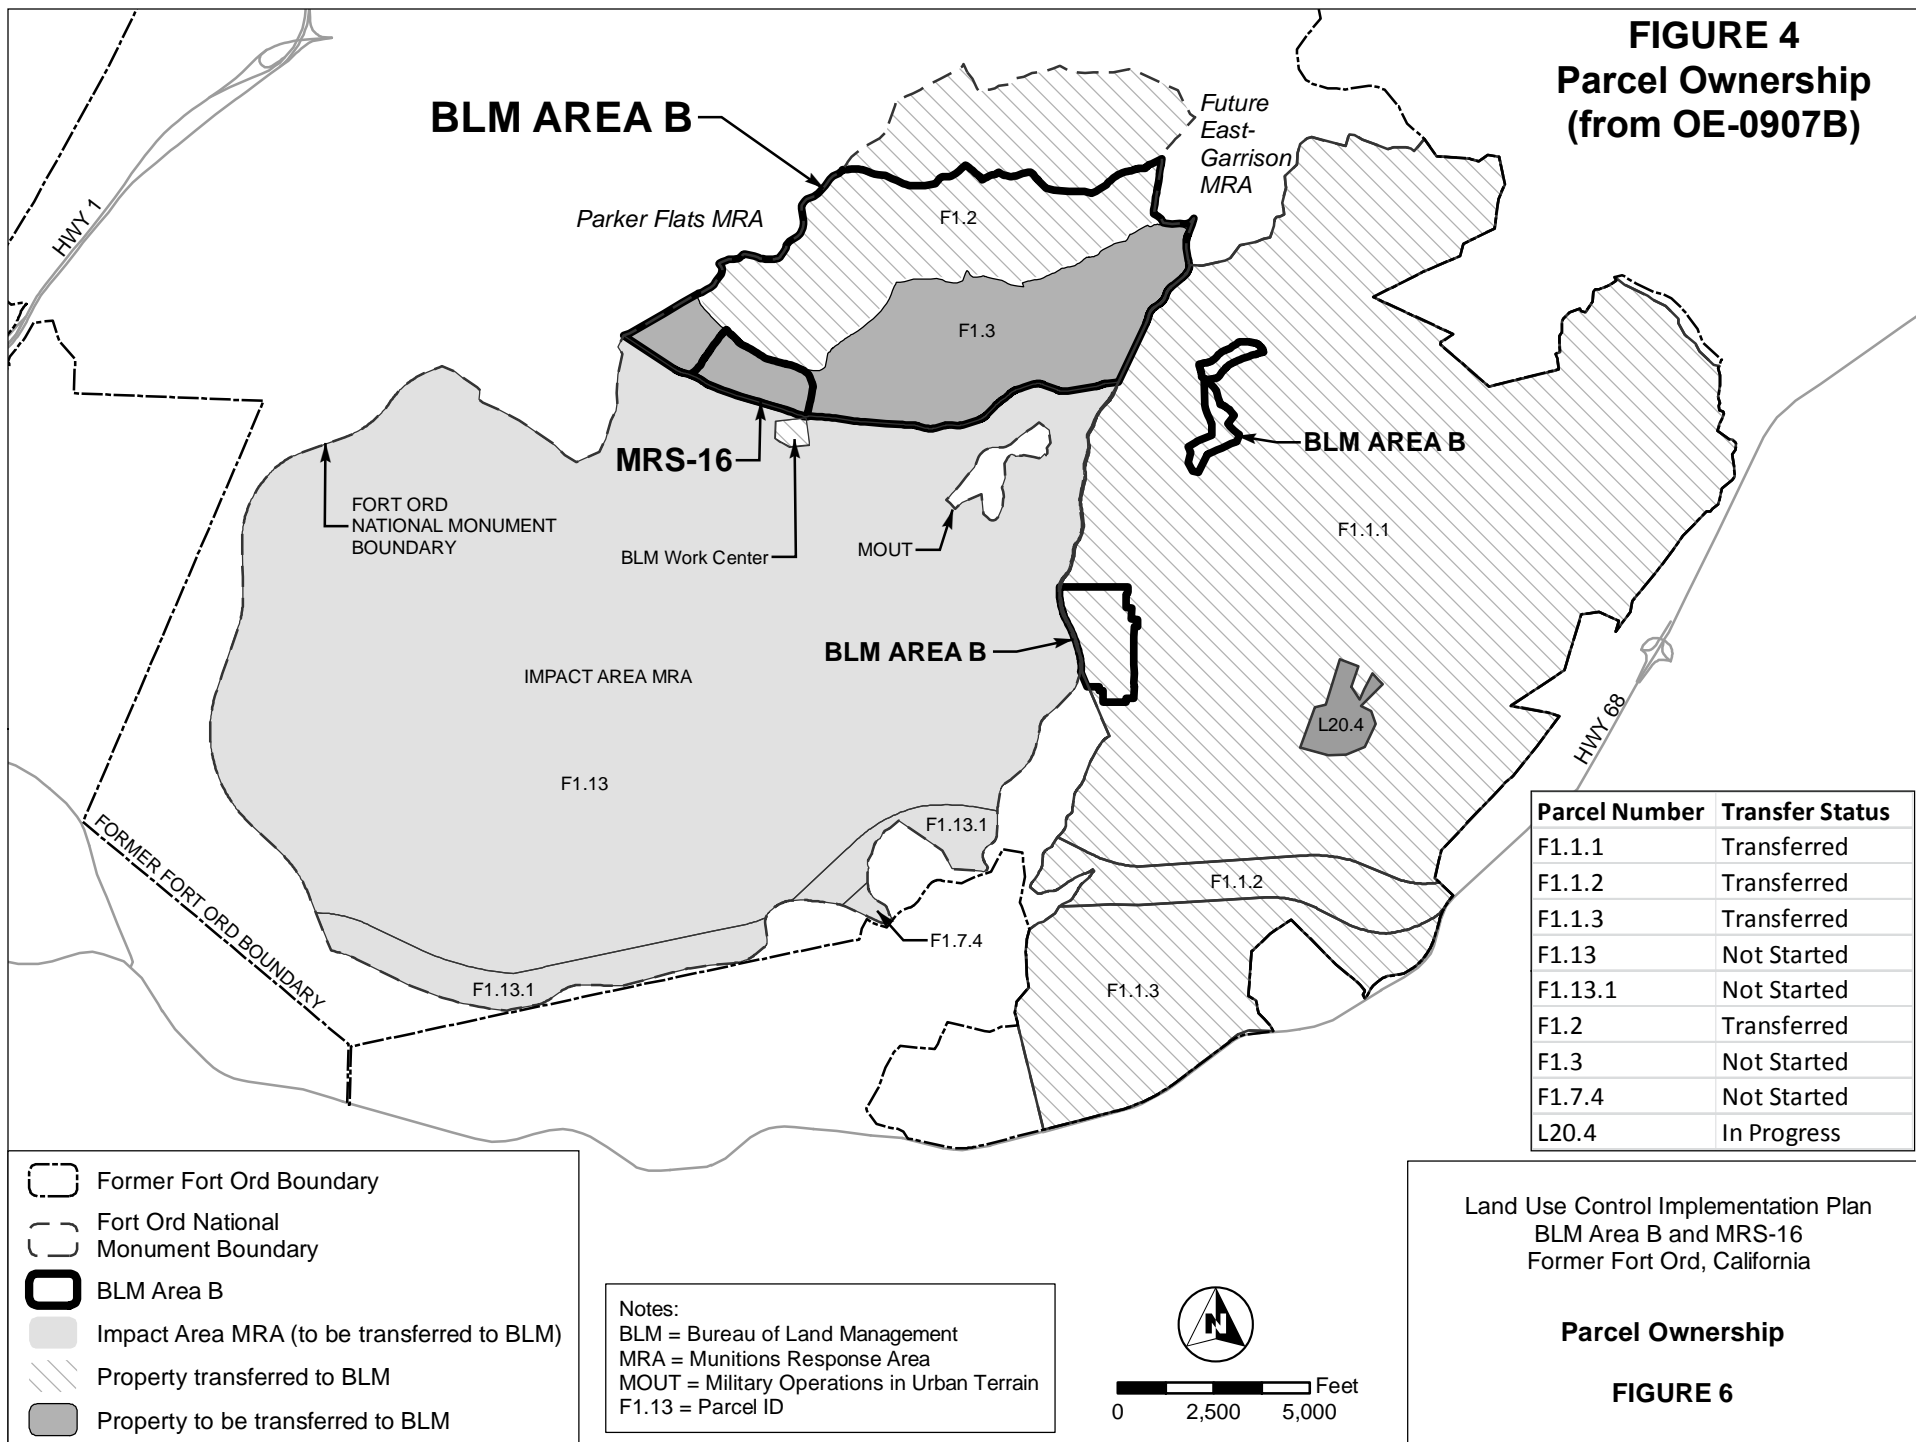 FIGURE 4
Parcel Ownership
(from OE-0907B)
BLM AREA B
Future
East-
Garrison
MRA
Parker Flats MRA
HWY 1
F1.2
F1.3
MRS-16
BLM AREA B
FORT ORD
NATIONAL MONUMENT
BOUNDARY
BLM Work Center
MOUT
F1.1.1
BLM AREA B
IMPACT AREA MRA
L20.4
HWY 68
F1.13
F1.13.1
FORMER FORT ORD BOUNDARY
F1.1.2
F1.7.4
F1.13.1
F1.1.3
Parcel Number Transfer Status
F1.1.1 Transferred
F1.1.2 Transferred
F1.1.3 Transferred
F1.13 Not Started
F1.13.1 Not Started
F1.2 Transferred
F1.3 Not Started
F1.7.4 Not Started
L20.4 In Progress
Former Fort Ord Boundary
Fort Ord National
Monument Boundary
BLM Area B
Impact Area MRA (to be transferred to BLM)
Property transferred to BLM
Property to be transferred to BLM
Notes:
BLM = Bureau of Land Management
MRA = Munitions Response Area
MOUT = Military Operations in Urban Terrain
F1.13 = Parcel ID
N
Feet
0 2,500 5,000
Land Use Control Implementation Plan
BLM Area B and MRS-16
Former Fort Ord, California
Parcel Ownership
FIGURE 6